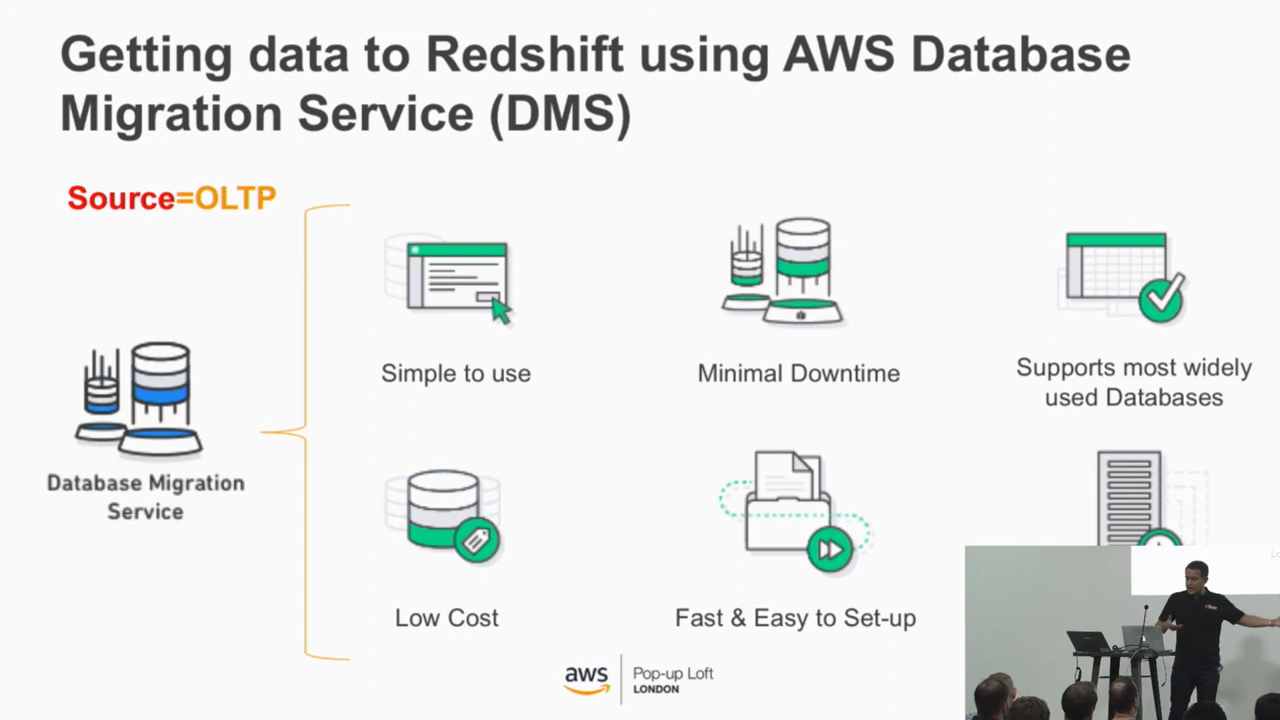 Getting data to Redshift using AWS Database
Migration Service (DMS)
Source=OLTP
Simple to use
Minimal Downtime
Supports most widely
used Databases
Database Migration
Service
Low Cost
Fast & Easy to Set-up
aws
Pop-up Loft
LONDON